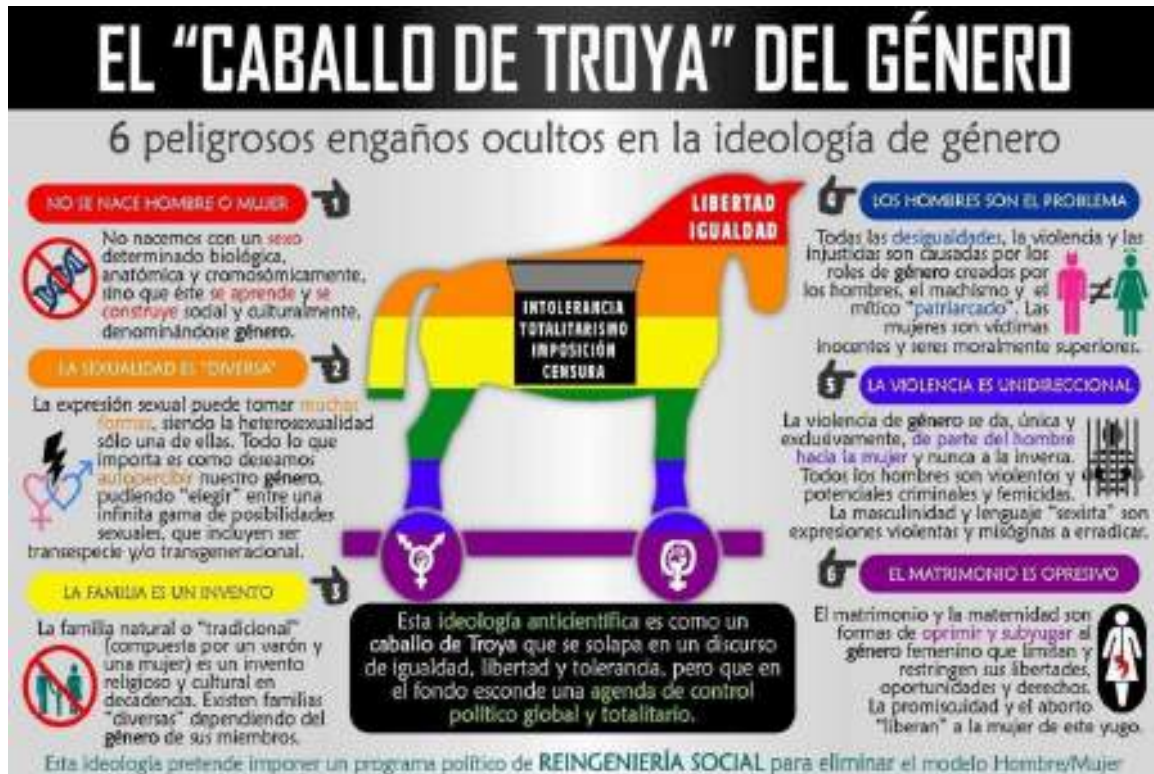 EL "CABALLO DE TROYA" DEL GÉNERO
6 peligrosos engaños ocultos en la ideología de género
NO SE NACE HOMBRE O MUJER
1
No nacemos con un sexo
determinado biológica,
anatómica y cromosómicamente,
sino que éste se aprende y se
construye social y culturalmente,
denominándose género.
LA SEXUALIDAD ES "DIVERSA"
2
La expresión sexual puede tomar muchas
formas, siendo la heterosexualidad
sólo una de ellas. Todo lo que
importa es como deseamos
autopercibir nuestro género,
pudiendo "elegir" entre una
infinita gama de posibilidades
sexuales, que incluyen ser
transespecie y/o transgeneracional.
LA FAMILIA ES UN INVENTO
3
La familia natural o "tradicional"
(compuesta por un varón y
una mujer) es un invento
religioso y cultural en
decadencia. Existen familias
"diversas" dependiendo del
género de sus miembros.
LIBERTAD
IGUALDAD
INTOLERANCIA
TOTALITARISMO
IMPOSICIÓN
CENSURA
Esta ideología anticientífica es como un
caballo de Troya que se solapa en un discurso
de igualdad, libertad y tolerancia, pero que en
el fondo esconde una agenda de control
político global y totalitario.
4
LOS HOMBRES SON EL PROBLEMA
Todas las desigualdades, la violencia y las
injusticias son causadas por los
roles de género creados por
los hombres, el machismo y el
mítico "patriarcado". Las
mujeres son víctimas
inocentes y seres moralmente superiores.
5
LA VIOLENCIA ES UNIDIRECCIONAL
La violencia de género se da, única y
exclusivamente, de parte del hombre
hacia la mujer y nunca a la inversa.
Todos los hombres son violentos y
potenciales criminales y femicidas.
La masculinidad y lenguaje "sexista" son
expresiones violentas y misóginas a erradicar.
6
EL MATRIMONIO ES OPRESIVO
El matrimonio y la maternidad son
formas de oprimir y subyugar al
género femenino que limitan y
restringen sus libertades,
oportunidades y derechos.
La promiscuidad y el aborto
"liberan" a la mujer de este yugo.
Esta ideología pretende imponer un programa político de REINGENIERÍA SOCIAL para eliminar el modelo Hombre/Mujer